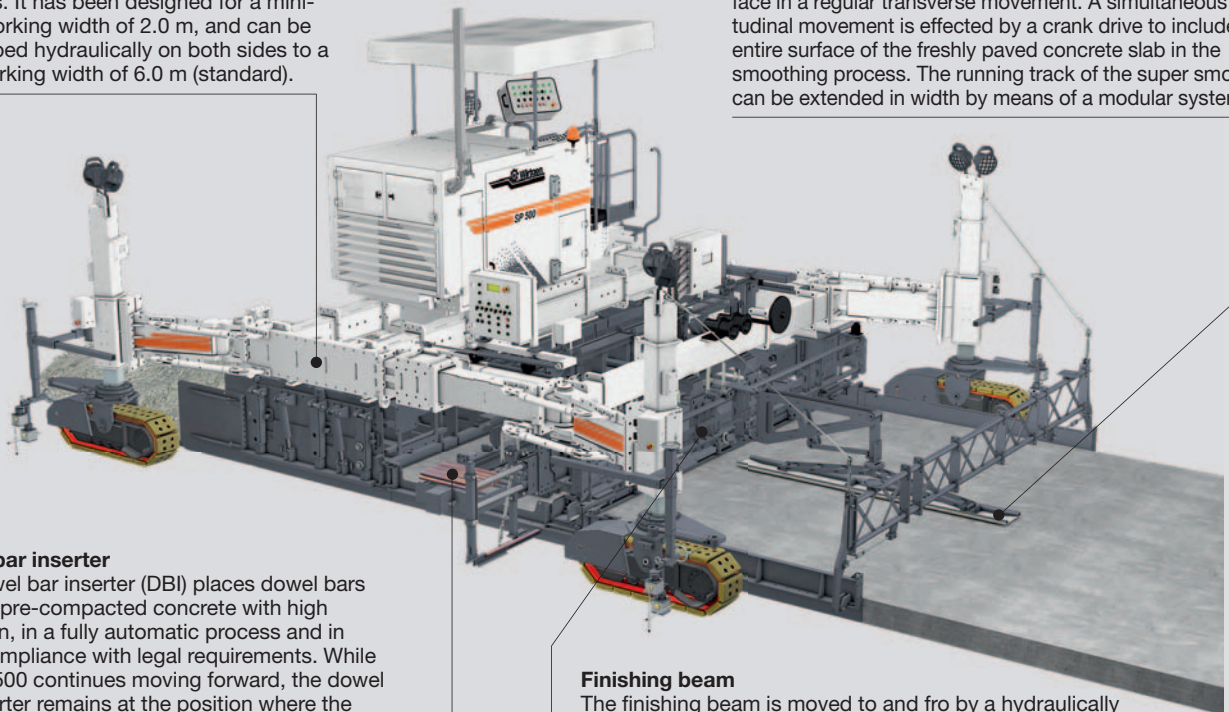 s. It has been designed for a mini-
orking width of 2.0 m, and can be
ped hydraulically on both sides to a
rking width of 6.0 m (standard).
face in a regular transverse movement. A simultaneous
tudinal movement is effected by a crank drive to include
entire surface of the freshly paved concrete slab in the
smoothing process. The running track of the super smo
can be extended in width by means of a modular system
Wirtgen
SP 500
bar inserter
wel bar inserter (DBI) places dowel bars
pre-compacted concrete with high
n, in a fully automatic process and in
mpliance with legal requirements. While
500 continues moving forward, the dowel
rter remains at the position where the
Finishing beam
The finishing beam is moved to and fro by a hydraulically